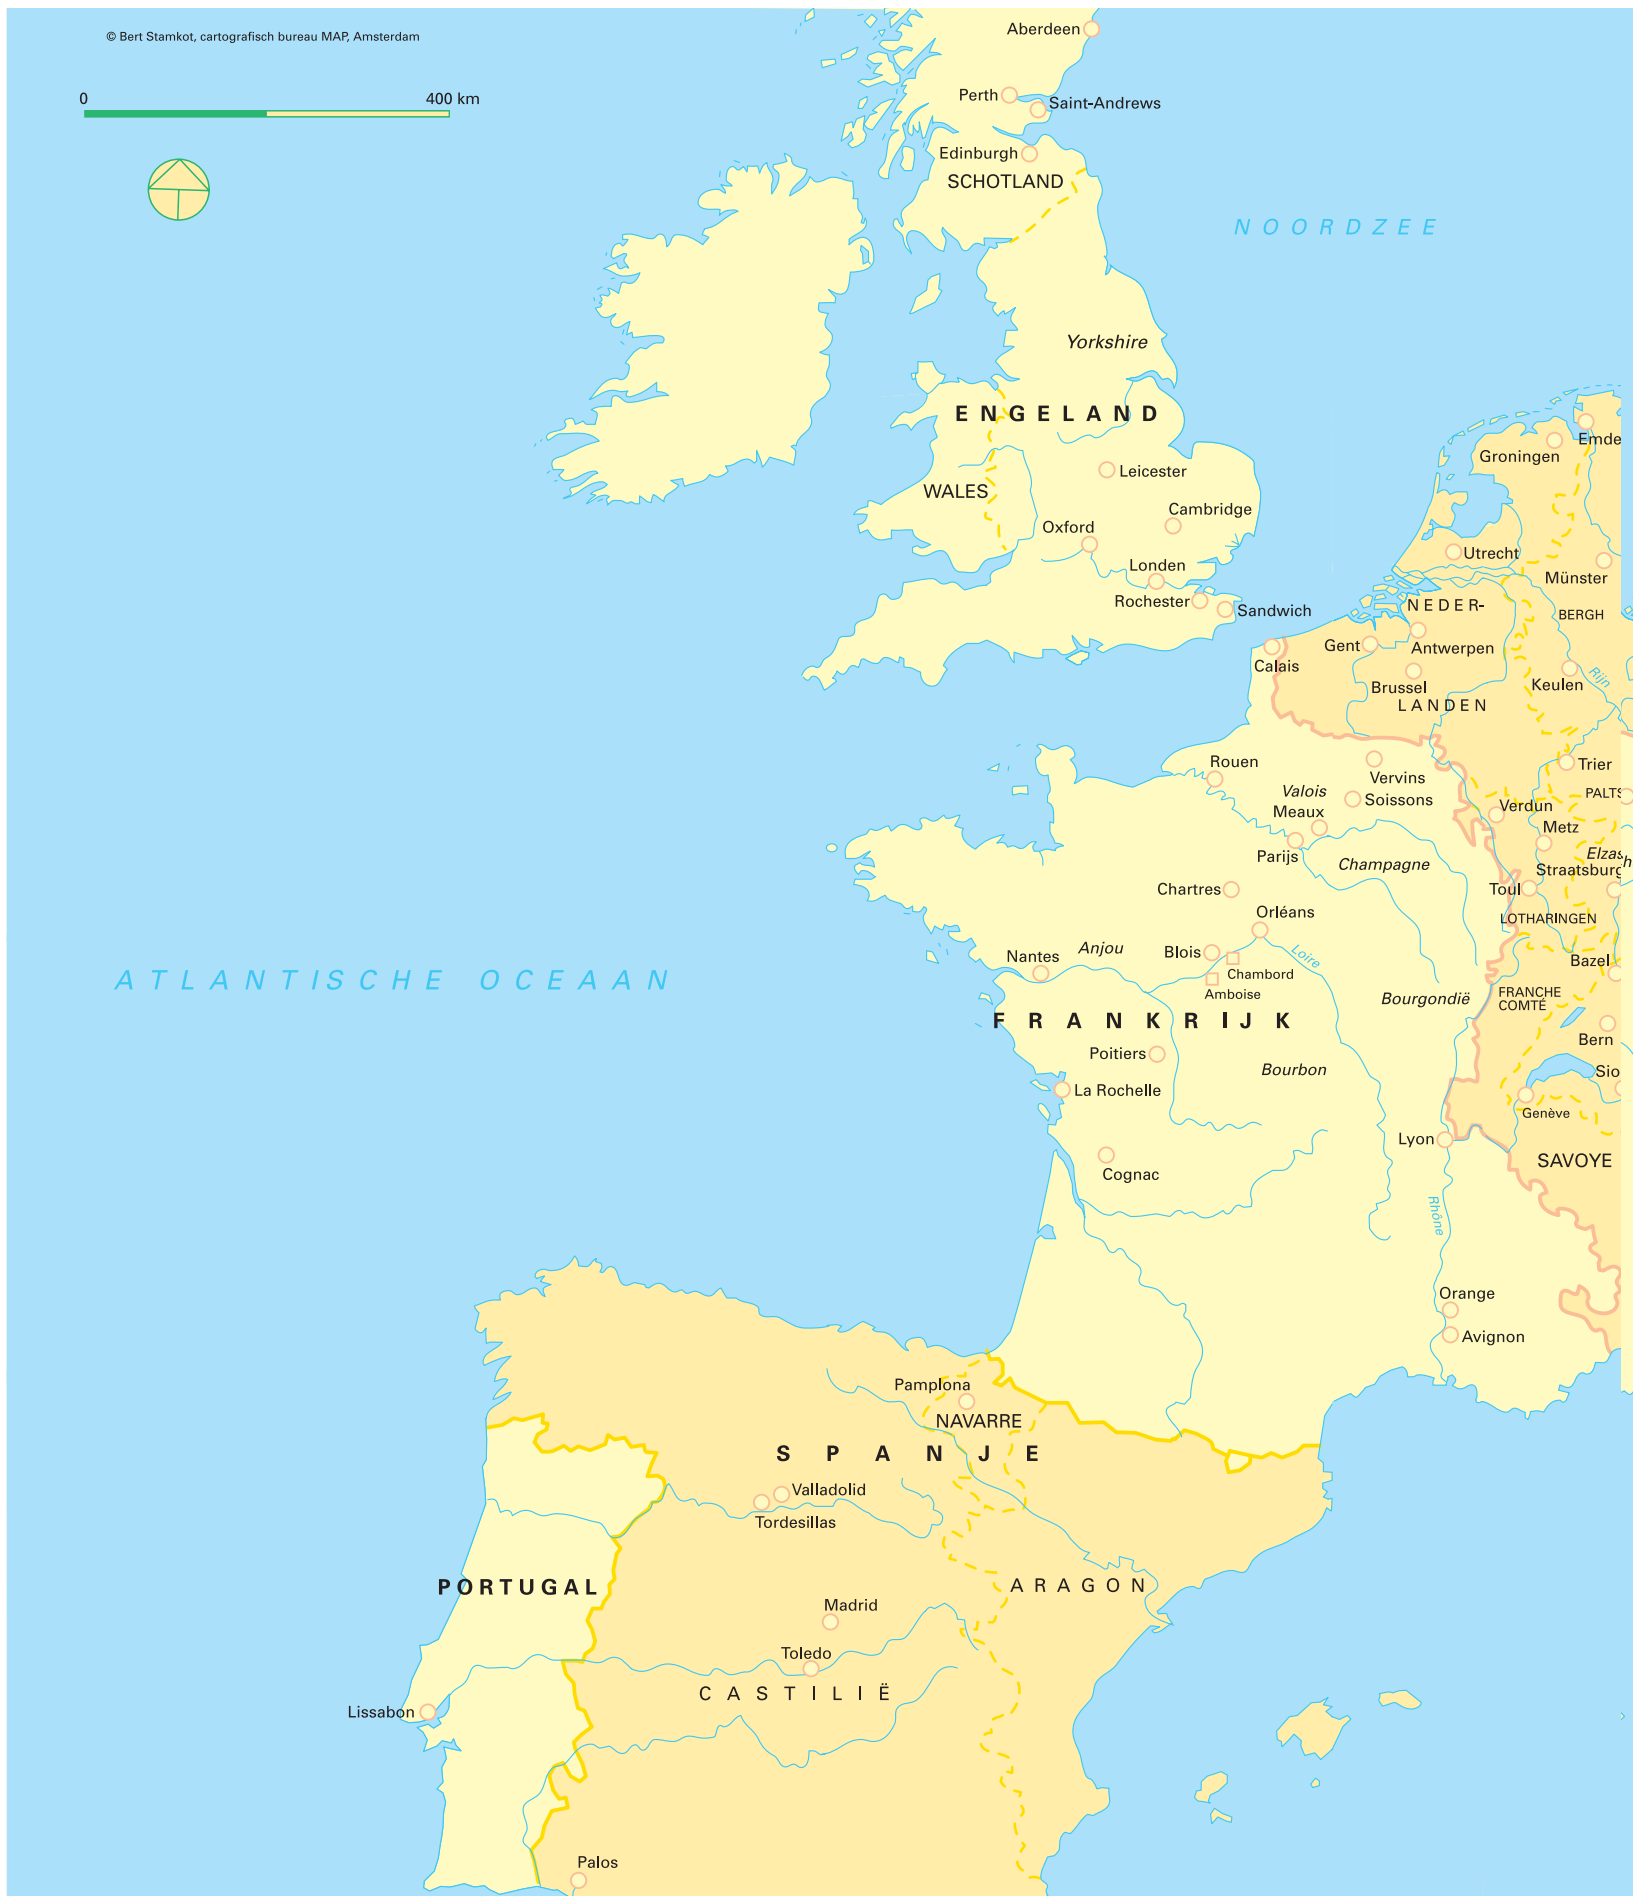 Aberdeen
© Bert Stamkot, cartografisch bureau MAP, Amsterdam
0
400 km
Perth
Saint-Andrews
Edinburgh
SCHOTLAND
NOORDZEE
Yorkshire
ENGELAND
Emde
Groningen
Leicester
WALES
Cambridge
Oxford
Utrecht
Londen
Münster
Rochester
Sandwich
NEDER-
BERGH
Gent
Antwerpen
Calais
Rijn
Brussel
Keulen
LANDEN
Rouen
Trier
Vervins
Valois
Soissons
PALTS
Meaux
Verdun
Metz
Parijs
Champagne
Elzas
h
Straatsburg
Chartres
Toul
Orléans
LOTHARINGEN
Anjou
Blois
Loire
Nantes
Bazel
Chambord
ATLANTISCHE OCEAAN
Amboise
FRANCHE
COMTÉ
Bourgondië
FRANKRIJK
Bern
Poitiers
Bourbon
Sio
La Rochelle
Genève
Lyon
SAVOYE
Cognac
Rhône
Orange
Avignon
Pamplona
NAVARRE
SPANJE
Valladolid
Tordesillas
PORTUGAL
ARAGON
Madrid
Toledo
CASTILIË
Lissabon
Palos